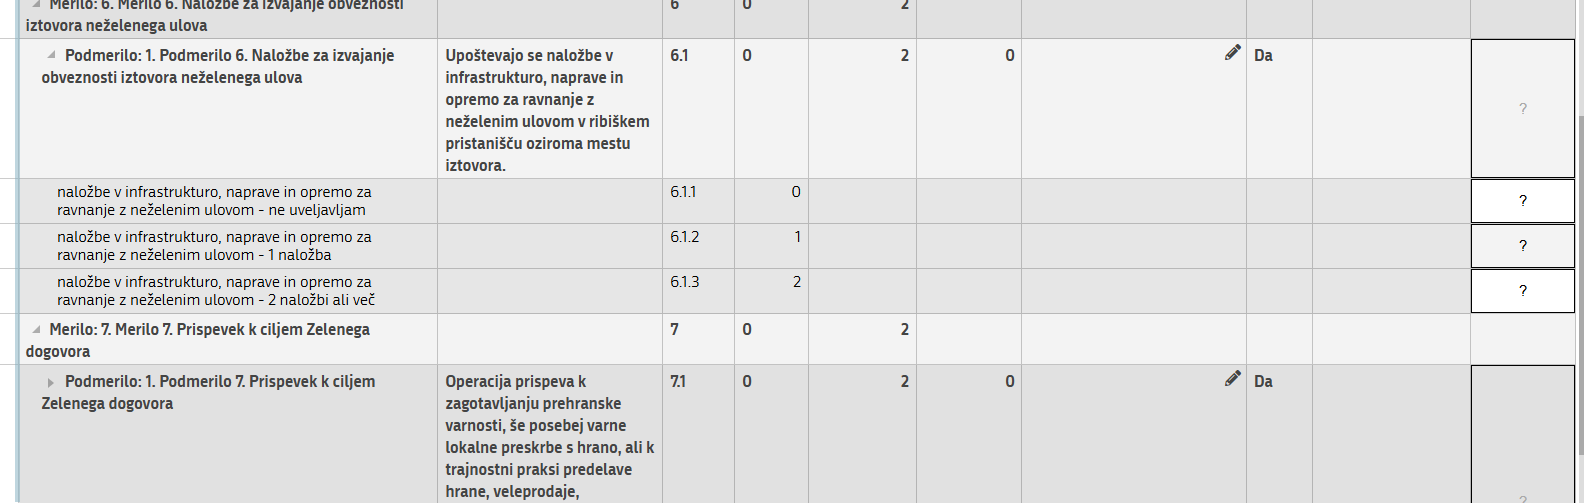 Merilo: 6. Merilo 6. Naložbe za izvajanje obveznosti
iztovora neželenega ulova
6
0
2
Podmerilo: 1. Podmerilo 6. Naložbe za izvajanje
obveznosti iztovora neželenega ulova
Upoštevajo se naložbe v
infrastrukturo, naprave in
opremo za ravnanje z
neželenim ulovom v ribiškem
pristanišču oziroma mestu
iztovora.
6.1
0
2
0
Da
?
naložbe v infrastrukturo, naprave in opremo za
ravnanje z neželenim ulovom - ne uveljavljam
6.1.1
0
?
naložbe v infrastrukturo, naprave in opremo za
ravnanje z neželenim ulovom - 1 naložba
6.1.2
1
?
naložbe v infrastrukturo, naprave in opremo za
ravnanje z neželenim ulovom - 2 naložbi ali več
6.1.3
2
?
Merilo: 7. Merilo 7. Prispevek k ciljem Zelenega
dogovora
7
0
2
Podmerilo: 1. Podmerilo 7. Prispevek k ciljem
Zelenega dogovora
Operacija prispeva k
zagotavljanju prehranske
varnosti, še posebej varne
lokalne preskrbe s hrano, ali k
trajnostni praksi predelave
hrane, veleprodaje,
7.1
0
2
0
Da
?